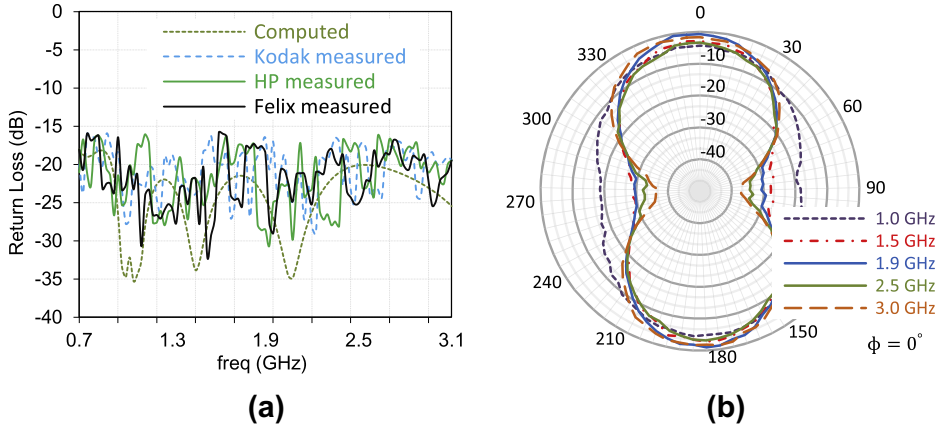 0
-5
-10
-15
-20
-25
-30
-35
-40
Return Loss (dB)
Computed
Kodak measured
HP measured
Felix measured
0.7 1.3 1.9 2.5 3.1
freq (GHz)
(a)
0
30
60
90
150
180
210
240
270
300
330
-10
-20
-30
-40
1.0 GHz
1.5 GHz
1.9 GHz
2.5 GHz
3.0 GHz
ϕ = 0°
(b)